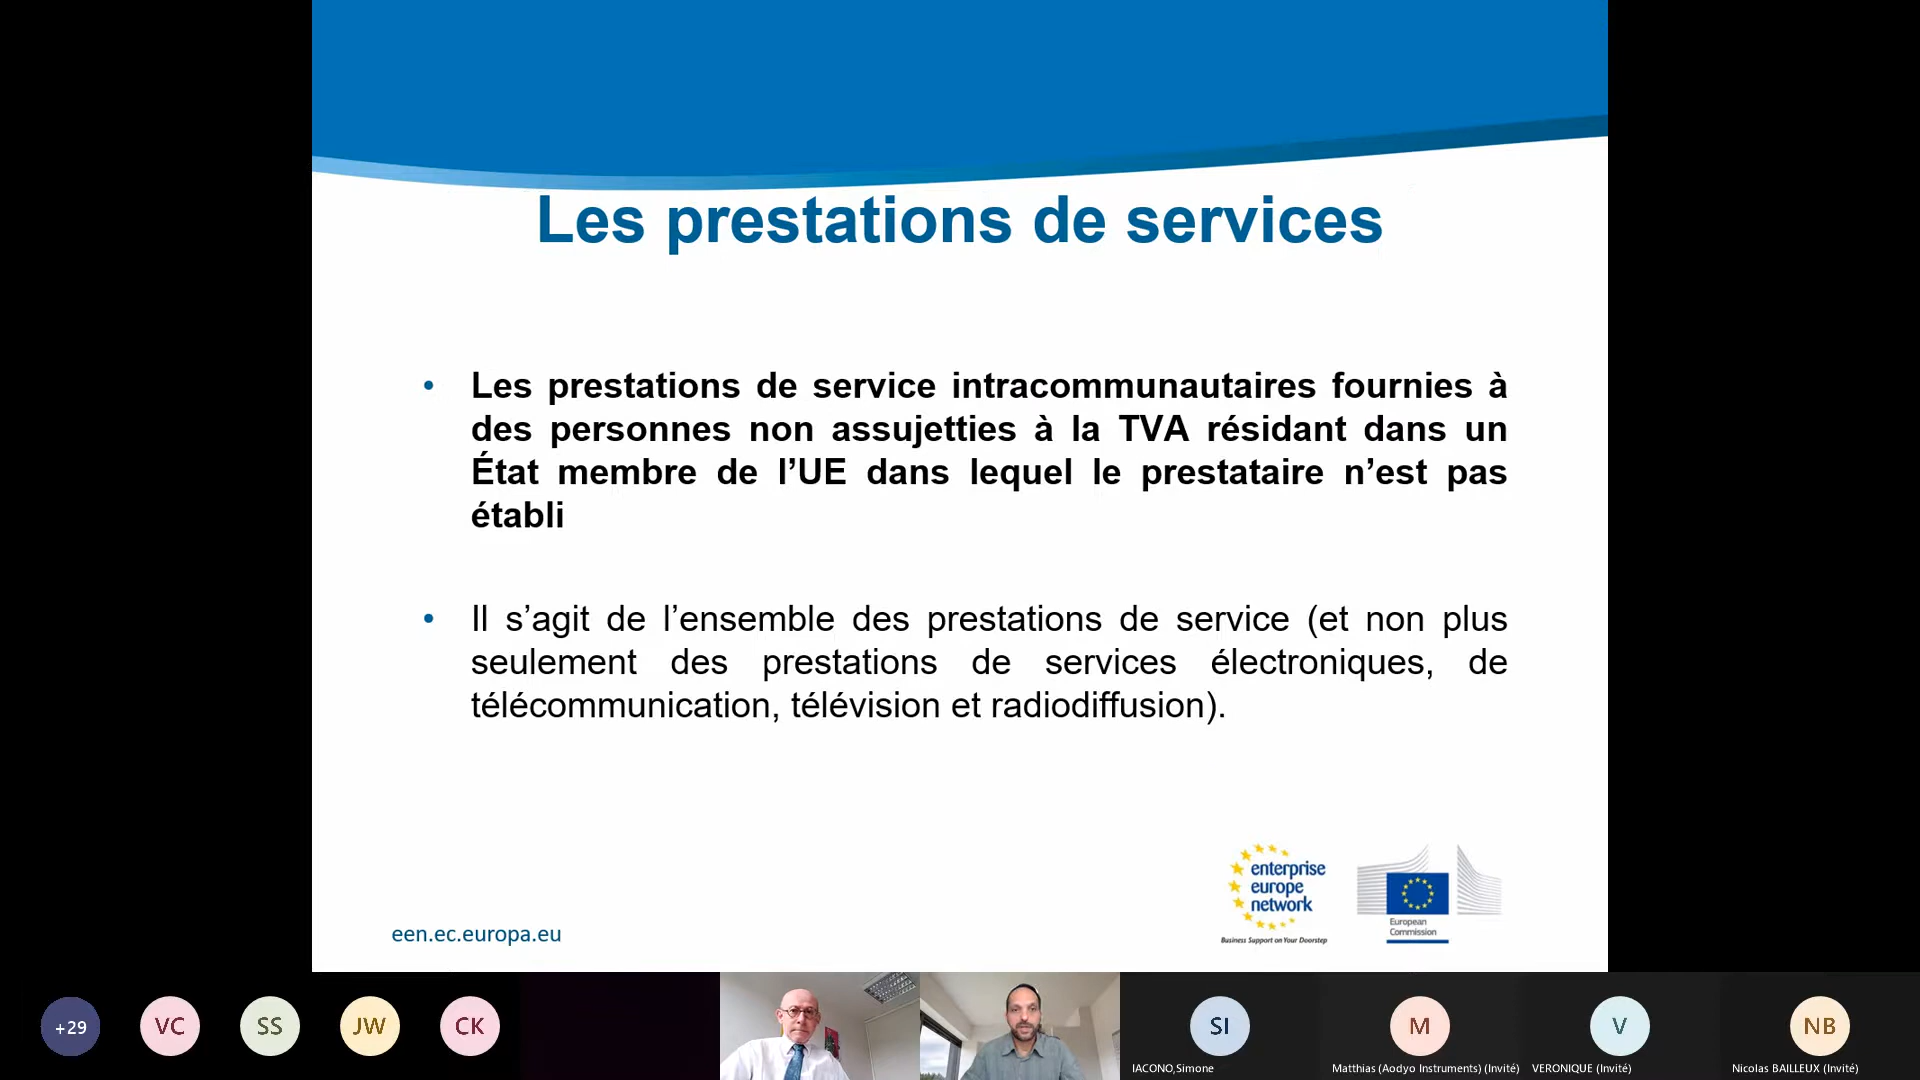 Les prestations de services
• Les prestations de service intracommunautaires fournies à
des personnes non assujetties à la TVA résidant dans un
État membre de l’UE dans lequel le prestataire n’est pas
établi
• Il s’agit de l’ensemble des prestations de service (et non plus
seulement des prestations de services électroniques, de
télécommunication, télévision et radiodiffusion).
enterprise
europe
network
Business Support on Your Doorstep
European
Commission
een.ec.europa.eu
+29
VC
SS
JW
CK
SI
M
V
NB
IACONO,Simone
Matthias (Aodyo Instruments) (Invité)
VERONIQUE (Invité)
Nicolas BAILLEUX (Invité)